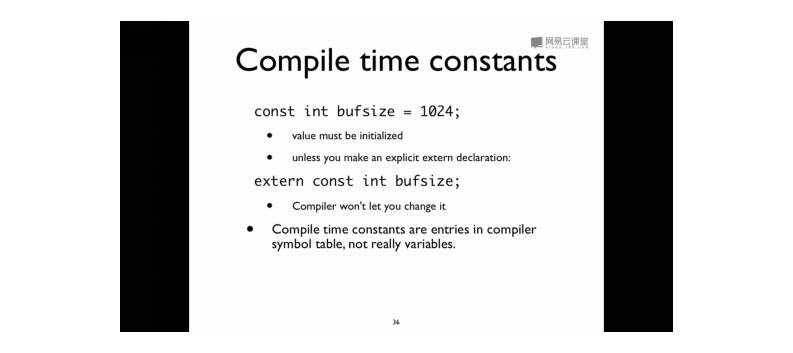 网易云课堂
Compile time constants
const int bufsize = 1024;
• value must be initialized
• unless you make an explicit extern declaration:
extern const int bufsize;
• Compiler won't let you change it
• Compile time constants are entries in compiler
symbol table, not really variables.
36